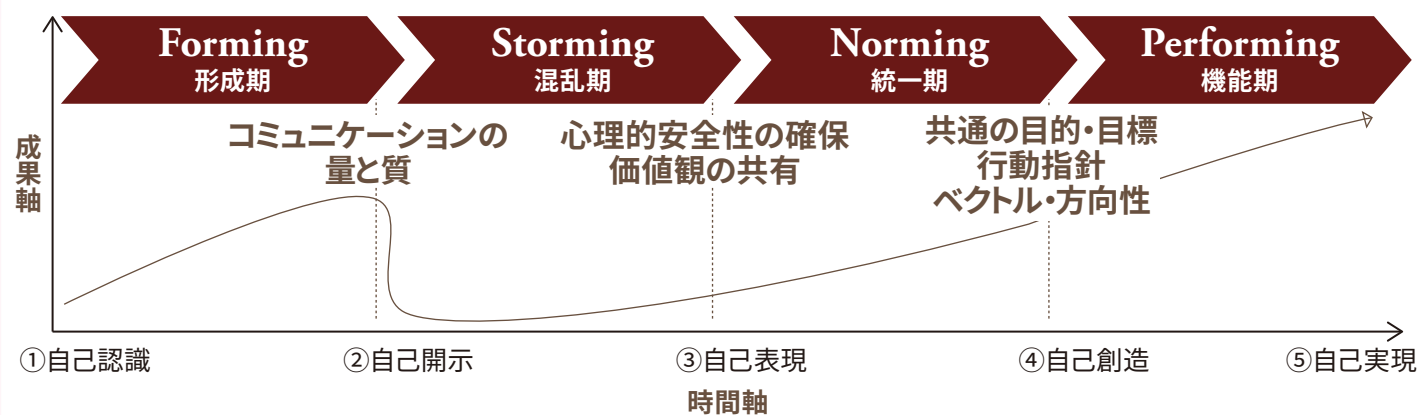 Forming
形成期
Storming
混乱期
Norming
統一期
Performing
機能期
成果軸
コミュニケーションの
量と質
心理的安全性の確保
価値観の共有
共通の目的・目標
行動指針
ベクトル・方向性
①自己認識
②自己開示
③自己表現
④自己創造
⑤自己実現
時間軸